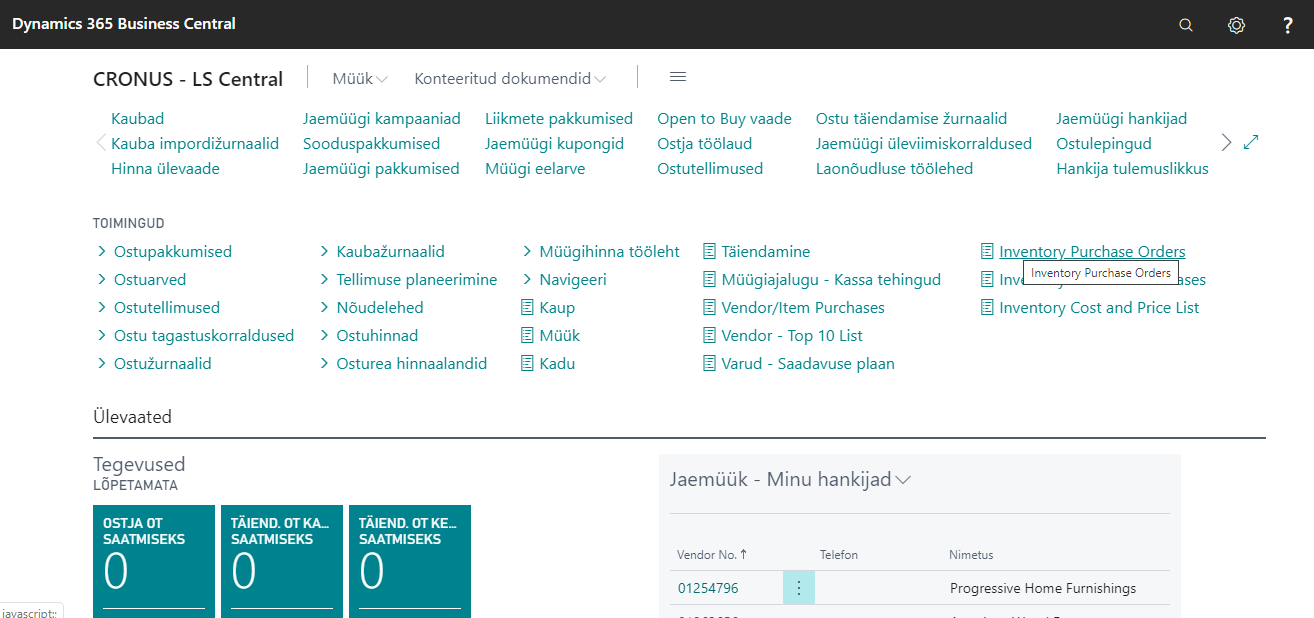 Dynamics 365 Business Central
CRONUS - LS Central
Müük
Konteeritud dokumendid
Kaubad
Jaemüügi kampaaniad
Liikmete pakkumised
Open to Buy vaade
Ostu täiendamise žurnaalid
Jaemüügi hankijad
Kauba impordižurnaalid
Sooduspakkumised
Jaemüügi kupongid
Ostja töölaud
Jaemüügi üleviimiskorraldused
Ostulepingud
Hinna ülevaade
Jaemüügi pakkumised
Müügi eelarve
Ostutellimused
Laonõudluse töölehed
Hankija tulemuslikkus
TOIMINGUD
Ostupakkumised
Kaubažurnaalid
Müügihinna tööleht
Täiendamine
Inventory Purchase Orders
Inventory Purchase Orders
Ostuarved
Tellimuse planeerimine
Navigeeri
Müügiajalugu - Kassa tehingud
Ostutellimused
Nõudelehed
Kaup
Vendor/Item Purchases
Inventory Cost and Price List
Ostu tagastuskorraldused
Ostuhinnad
Müük
Vendor - Top 10 List
Ostužurnaalid
Osturea hinnaalandid
Kadu
Varud - Saadavuse plaan
Ülevaated
Tegevused
LÕPETAMATA
OSTJA OT
SAATMISEKS
0
TÄIEND. OT KA...
SAATMISEKS
0
TÄIEND. OT KE...
SAATMISEKS
0
Jaemüük - Minu hankijad
Vendor No. ↑
Telefon
Nimetus
01254796
Progressive Home Furnishings
javascript:;